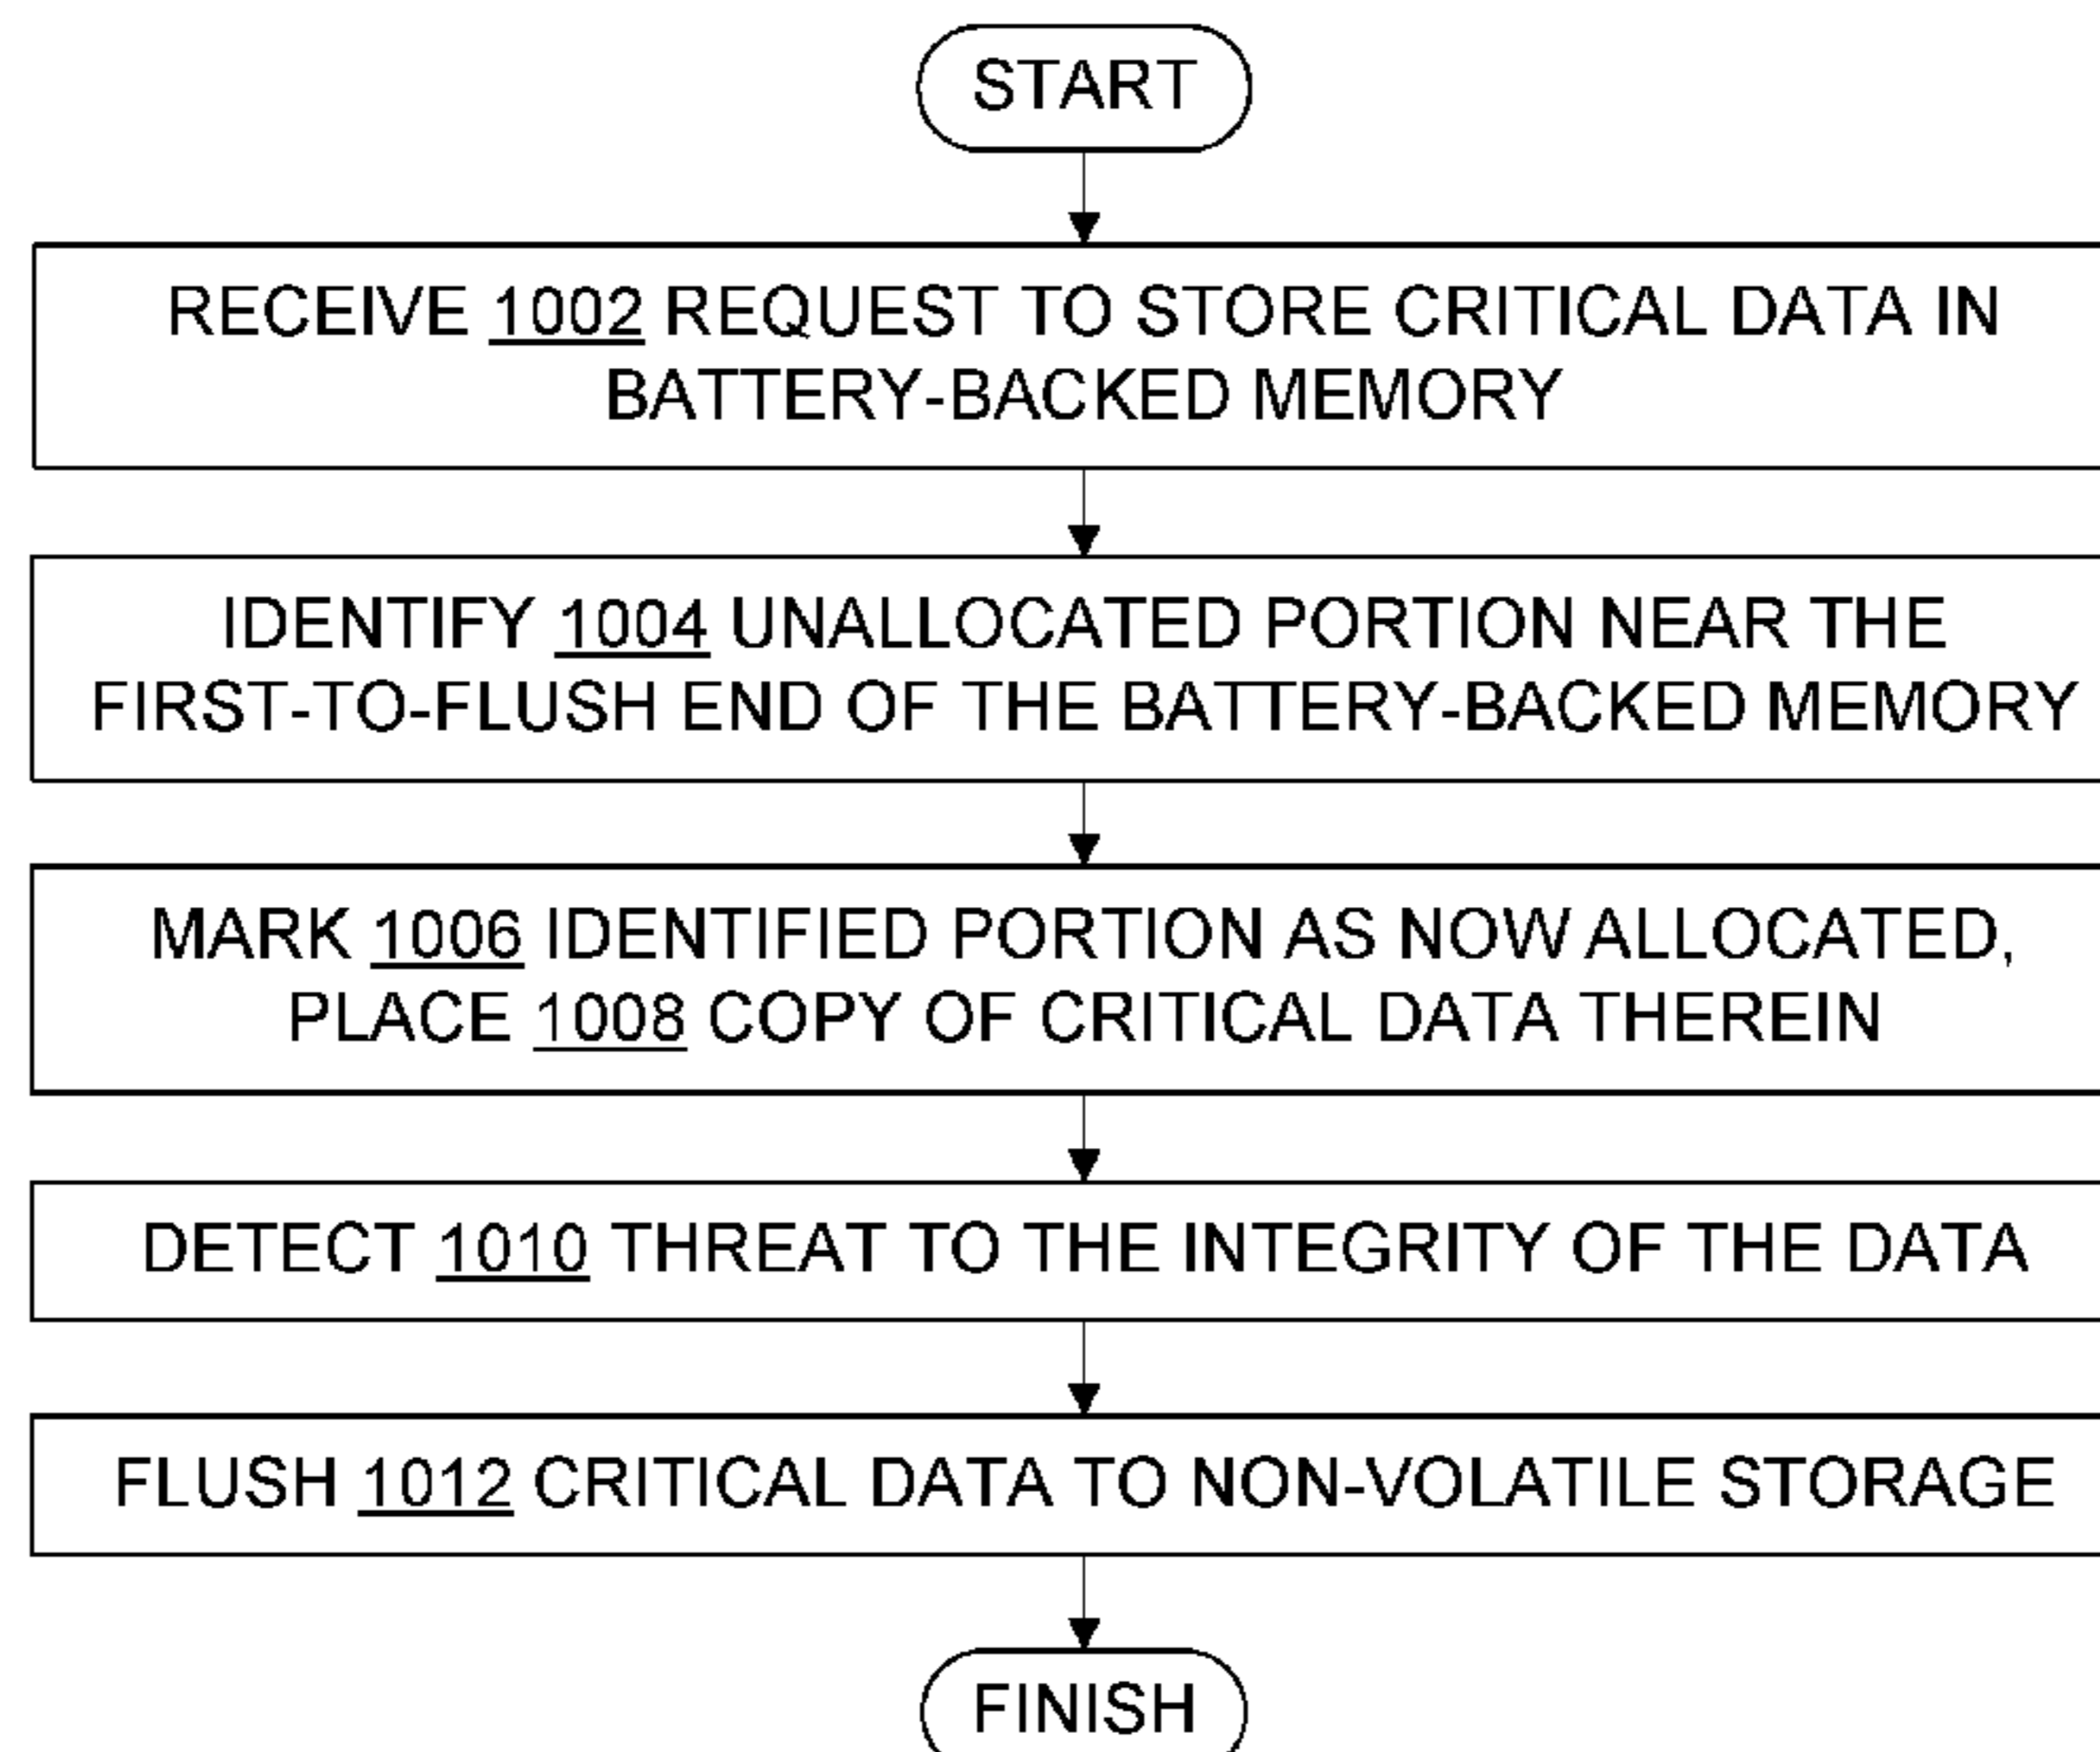 START
RECEIVE 1002 REQUEST TO STORE CRITICAL DATA IN
BATTERY-BACKED MEMORY
IDENTIFY 1004 UNALLOCATED PORTION NEAR THE
FIRST-TO-FLUSH END OF THE BATTERY-BACKED MEMORY
MARK 1006 IDENTIFIED PORTION AS NOW ALLOCATED,
PLACE 1008 COPY OF CRITICAL DATA THEREIN
DETECT 1010 THREAT TO THE INTEGRITY OF THE DATA
FLUSH 1012 CRITICAL DATA TO NON-VOLATILE STORAGE
FINISH